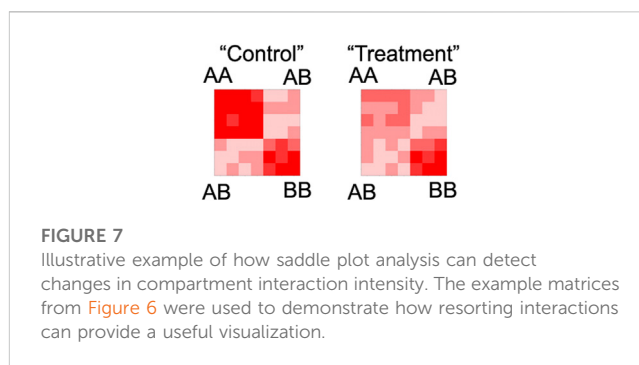 “Control” “Treatment”
AA AB AA AB
AB BB AB BB
FIGURE 7
Illustrative example of how saddle plot analysis can detect
changes in compartment interaction intensity. The example matrices
from Figure 6 were used to demonstrate how resorting interactions
can provide a useful visualization.